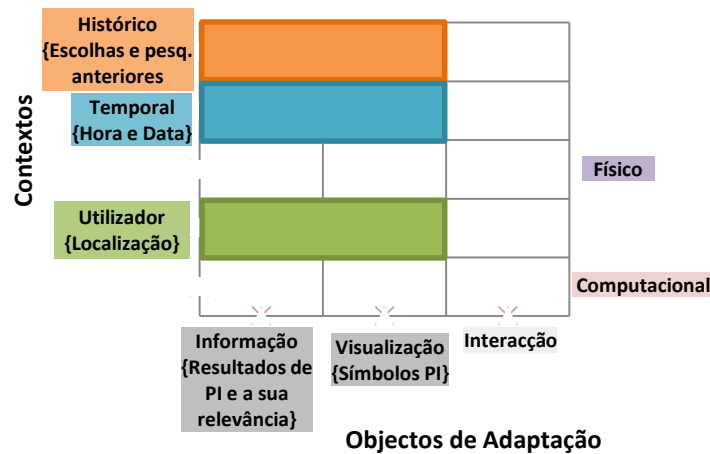 Histórico
{Escolhas e pesq.
anteriores
Temporal
{Hora e Data}
Contextos
Físico
Utilizador
{Localização}
Computacional
Informação
{Resultados de
PI e a sua
relevância}
Visualização
{Símbolos PI}
Interacção
Objectos de Adaptação